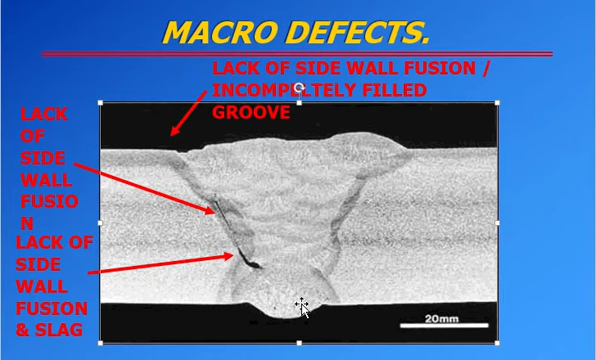 MACRO DEFECTS.
LACK OF SIDE WALL FUSION /
INCOMPELTELY FILLED
GROOVE
LACK
OF
SIDE
WALL
FUSIO
N
LACK OF
SIDE
WALL
FUSION
& SLAG
20mm